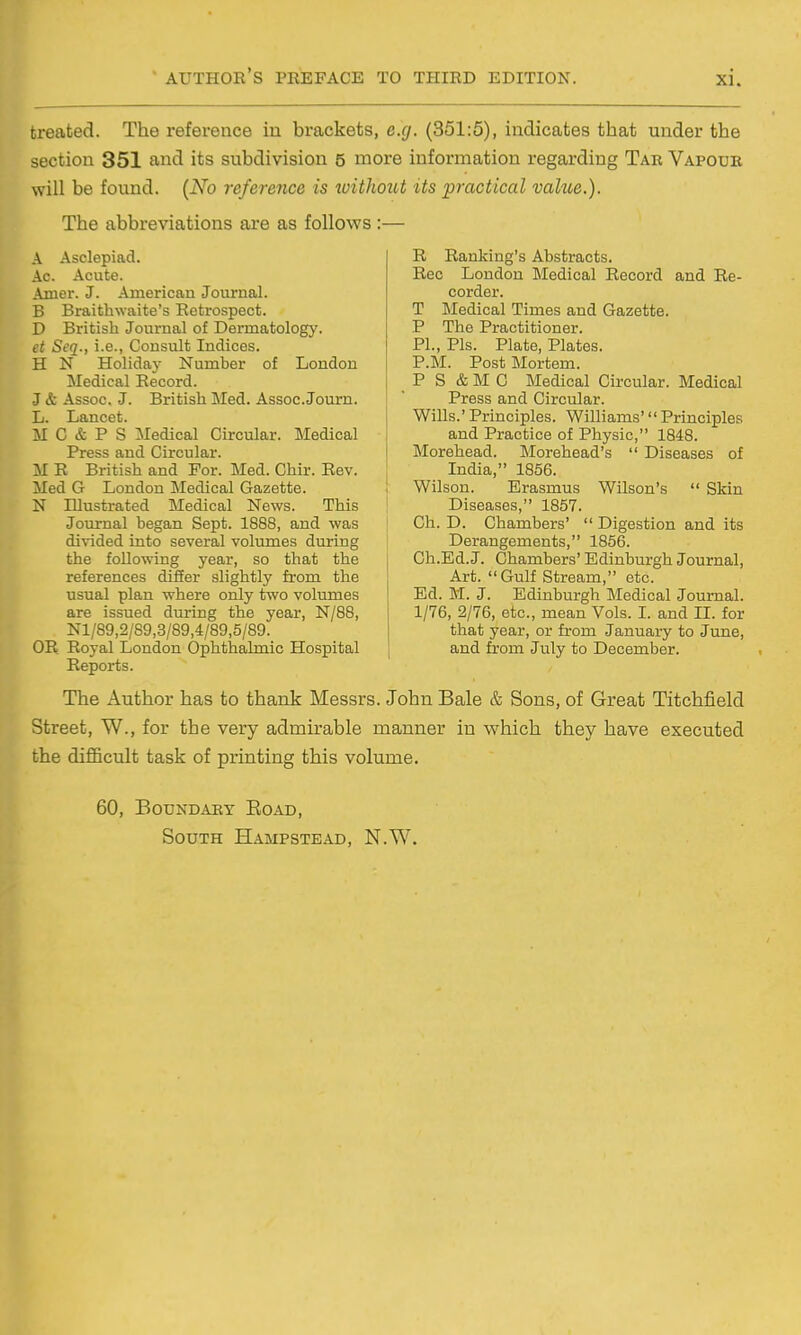 AUTHOR'S PREFACE TO THIRD EDITION. xi.
treated. The reference in brackets, e.g. (351:5), indicates that under the
section 351 and its subdivision 5 more information regarding TAR VAPOUR
will be found. (No reference is without its practical value.).
The abbreviations are as follows :—
A Asclepiad.
Ac. Acute.
Amer. J. American Journal.
B Braithwaite's Retrospect.
D British Journal of Dermatology.
et Seq., i.e., Consult Indices.
H N Holiday Number of London
Medical Record.
J & Assoc. J. British Med. Assoc.Journ.
L. Lancet.
M C & P S Medical Circular. Medical
Press and Circular.
M R British and For. Med. Chir. Rev.
Med G London Medical Gazette.
N Illustrated Medical News. This
Journal began Sept. 1888, and was
divided into several volumes during
the following year, so that the
references differ slightly from the
usual plan where only two volumes
are issued during the year, N/88,
N1/89,2/89,3/89,4/89,5/89.
OR Royal London Ophthalmic Hospital
Reports.
R Ranking's Abstracts.
Rec London Medical Record and Re-
corder.
T Medical Times and Gazette.
P The Practitioner.
Pl., Pls. Plate, Plates.
P.M. Post Mortem.
P S & M C Medical Circular. Medical
Press and Circular.
Wills.' Principles. Williams' "Principles
and Practice of Physic," 1848.
Morehead. Morehead's " Diseases of
India," 1856.
Wilson. Erasmus Wilson's " Skin
Diseases," 1857.
Ch. D. Chambers' " Digestion and its
Derangements," 1856.
Ch.Ed.J. Chambers' Edinburgh Journal,
Art. "Gulf Stream," etc.
Ed. M. J. Edinburgh Medical Journal.
1/76, 2/76, etc., mean Vols. I. and II. for
that year, or from January to June,
and from July to December.
The Author has to thank Messrs. John Bale & Sons, of Great Titchfield
Street, W., for the very admirable manner in which they have executed
the difficult task of printing this volume.
60, BOUNDARY ROAD,
SOUTH HAMPSTEAD, N.W.